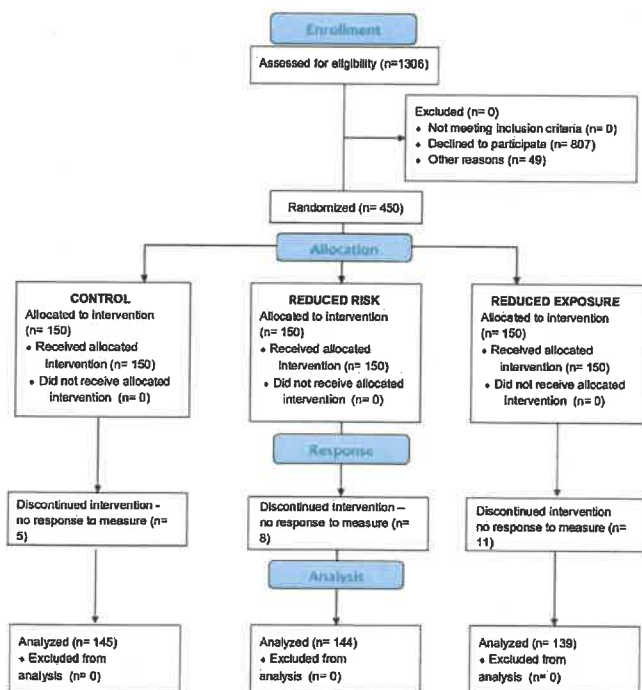 Enrollment
Assessed for eligibility (n=1306)
Excluded (n= 0)
♦ Not meeting inclusion criteria (n= 0)
♦ Declined to participate (n= 807)
♦ Other reasons (n= 49)
Randomized (n= 450)
Allocation
CONTROL
Allocated to intervention
(n= 150)
♦ Received allocated
intervention (n= 150)
♦ Did not receive allocated
intervention (n= 0)
REDUCED RISK
Allocated to intervention
(n= 150)
♦ Received allocated
intervention (n= 150)
♦ Did not receive allocated
intervention (n= 0)
REDUCED EXPOSURE
Allocated to intervention
(n= 150)
♦ Received allocated
intervention (n= 150)
♦ Did not receive allocated
intervention (n= 0)
Response
Discontinued intervention -
no response to measure (n=
5)
Discontinued intervention –
no response to measure (n=
8)
Discontinued intervention
no response to measure (n=
11)
Analysis
Analyzed (n= 145)
♦ Excluded from
analysis (n= 0)
Analyzed (n= 144)
♦ Excluded from
analysis (n= 0)
Analyzed (n= 139)
♦ Excluded from
analysis (n= 0)